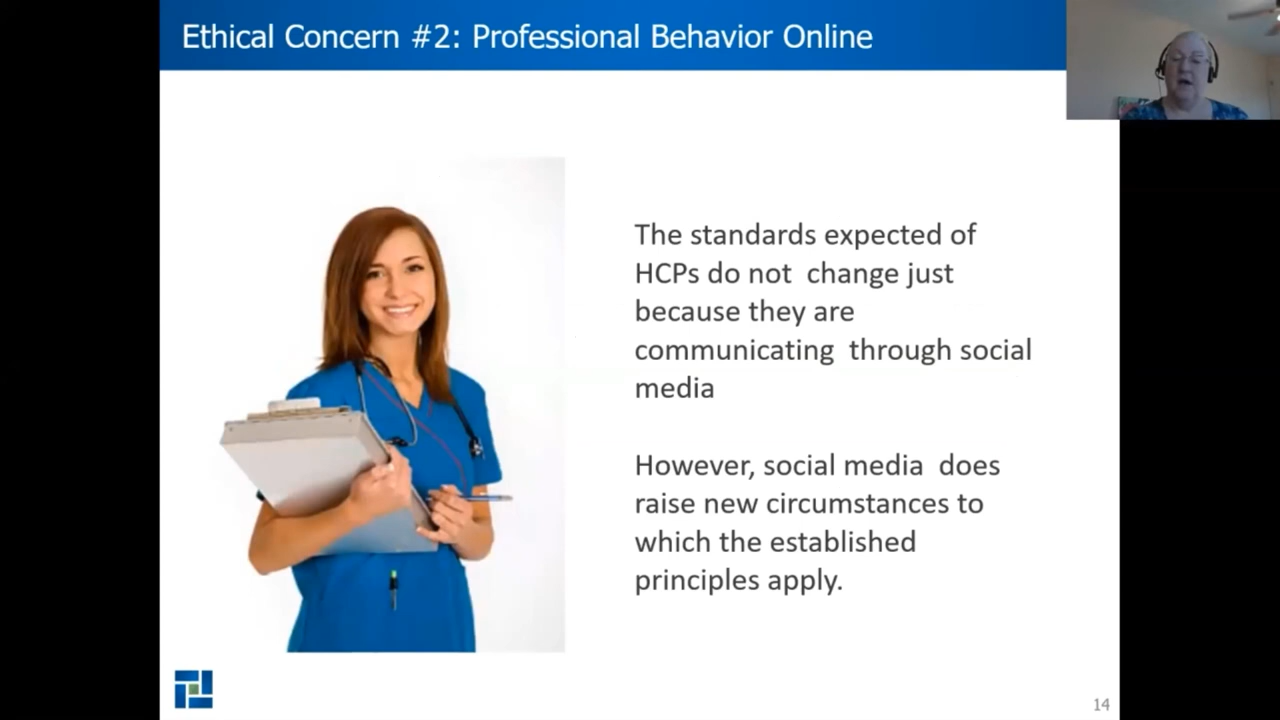 Ethical Concern #2: Professional Behavior Online
The standards expected of
HCPs do not change just
because they are
communicating through social
media
However, social media does
raise new circumstances to
which the established
principles apply.
14